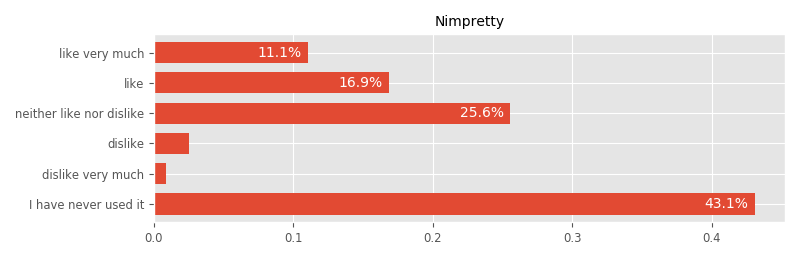 Nimpretty
like very much
11.1%
like
16.9%
neither like nor dislike
25.6%
dislike
dislike very much
I have never used it
43.1%
0.0 0.1 0.2 0.3 0.4